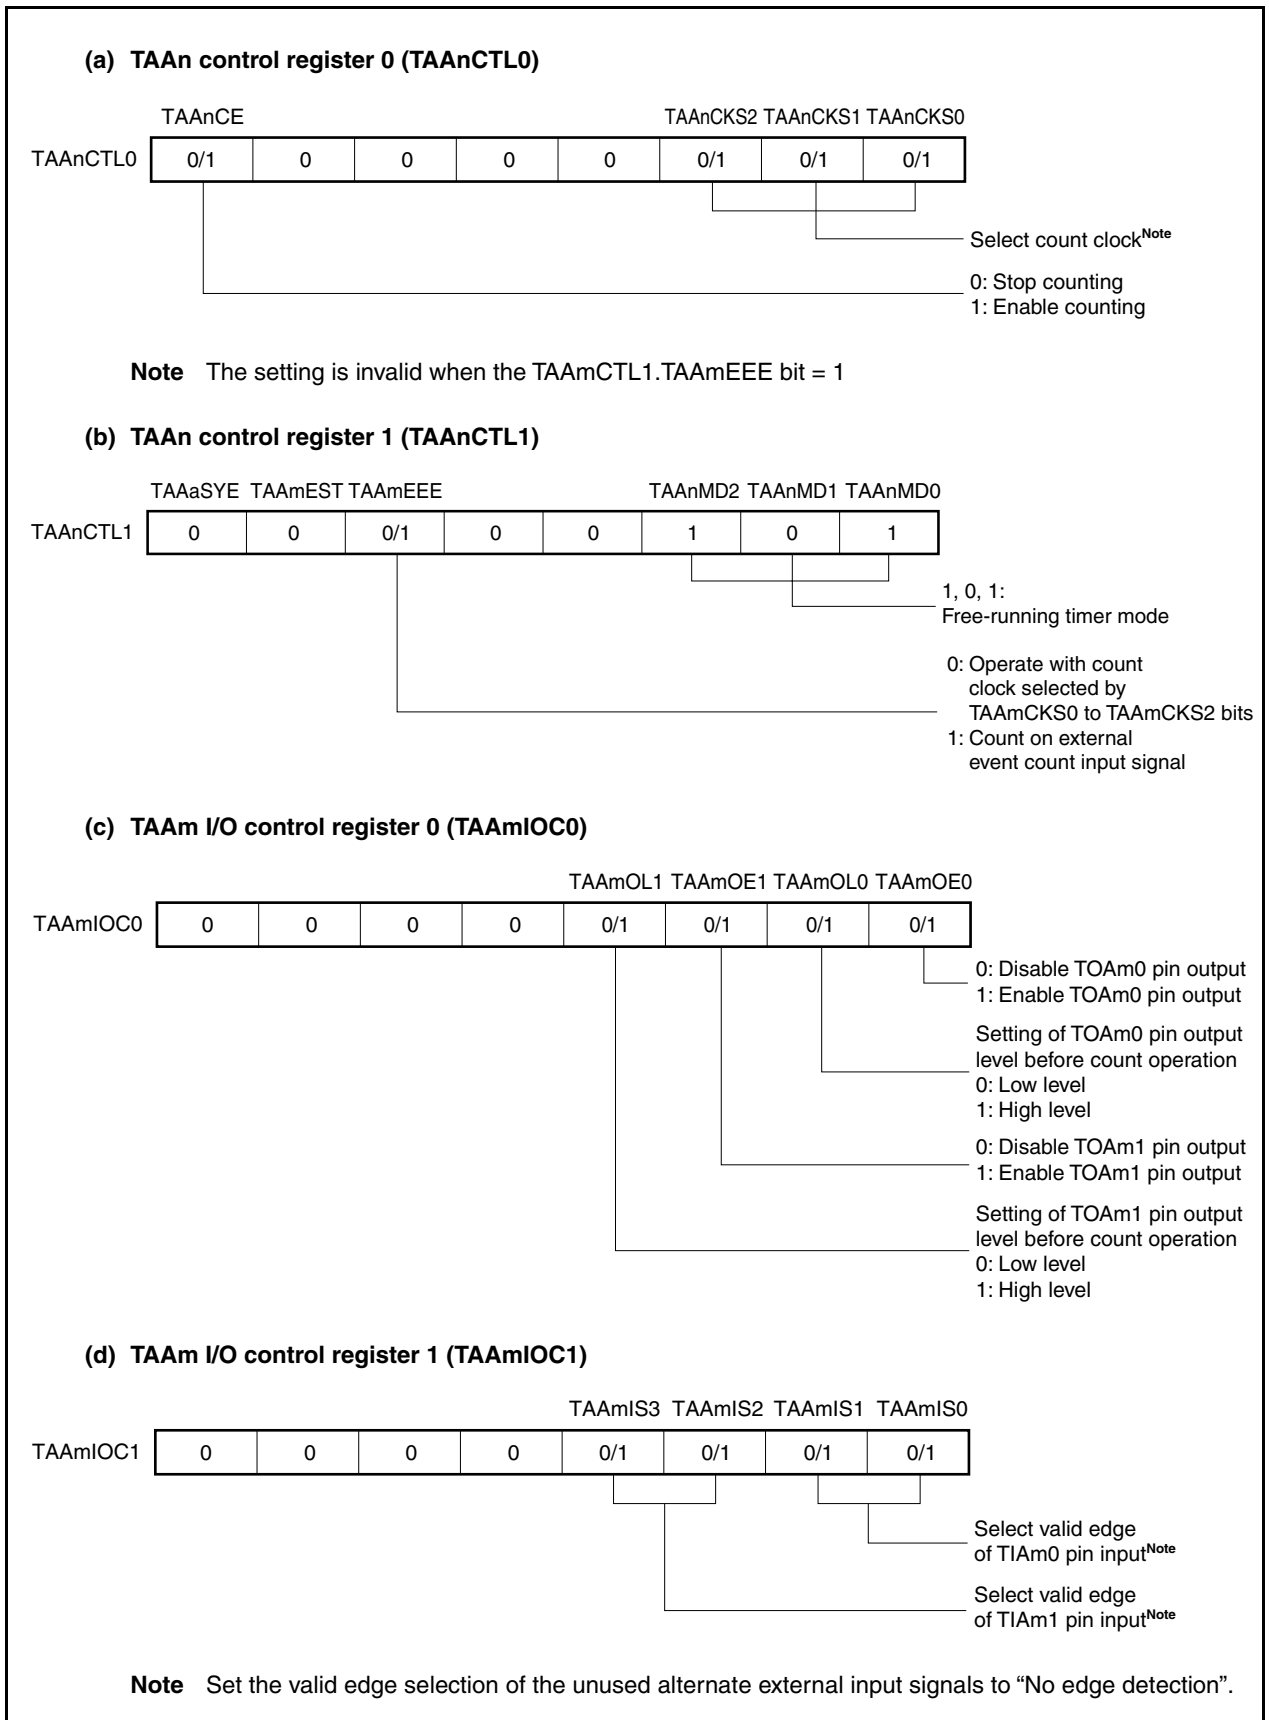 (a) TAAn control register 0 (TAAnCTL0)
TAAnCE TAAnCKS2 TAAnCKS1 TAAnCKS0
TAAnCTL0 0/1 0 0 0 0 0/1 0/1 0/1
Select count clockNote
0: Stop counting
1: Enable counting
Note The setting is invalid when the TAAmCTL1.TAAmEEE bit = 1
(b) TAAn control register 1 (TAAnCTL1)
TAAaSYE TAAmEST TAAmEEE TAAnMD2 TAAnMD1 TAAnMD0
TAAnCTL1 0 0 0/1 0 0 1 0 1
1, 0, 1:
Free-running timer mode
0: Operate with count
clock selected by
TAAmCKS0 to TAAmCKS2 bits
1: Count on external
event count input signal
(c) TAAm I/O control register 0 (TAAmIOC0)
TAAmOL1 TAAmOE1 TAAmOL0 TAAmOE0
TAAmIOC0 0 0 0 0 0/1 0/1 0/1 0/1
0: Disable TOAm0 pin output
1: Enable TOAm0 pin output
Setting of TOAm0 pin output
level before count operation
0: Low level
1: High level
0: Disable TOAm1 pin output
1: Enable TOAm1 pin output
Setting of TOAm1 pin output
level before count operation
0: Low level
1: High level
(d) TAAm I/O control register 1 (TAAmIOC1)
TAAmIS3 TAAmIS2 TAAmIS1 TAAmIS0
TAAmIOC1 0 0 0 0 0/1 0/1 0/1 0/1
Select valid edge
of TIAm0 pin inputNote
Select valid edge
of TIAm1 pin inputNote
Note Set the valid edge selection of the unused alternate external input signals to “No edge detection”.